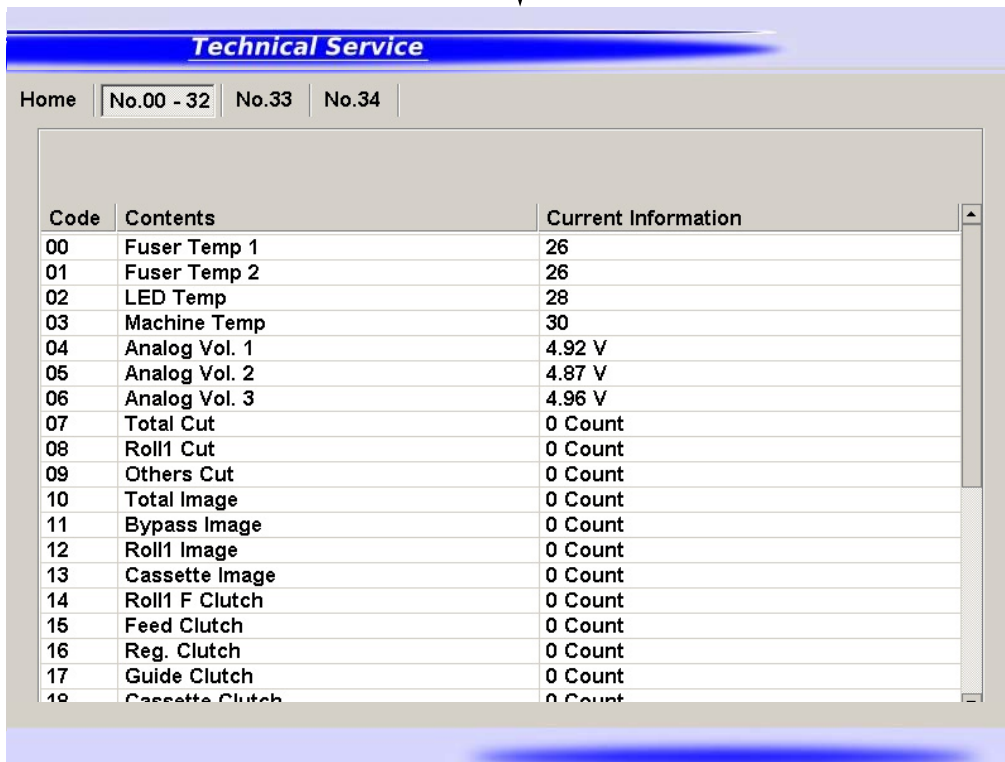 Technical Service
Home No.00 - 32 No.33 No.34
Code Contents Current Information
00 Fuser Temp 1 26
01 Fuser Temp 2 26
02 LED Temp 28
03 Machine Temp 30
04 Analog Vol. 1 4.92 V
05 Analog Vol. 2 4.87 V
06 Analog Vol. 3 4.96 V
07 Total Cut 0 Count
08 Roll1 Cut 0 Count
09 Others Cut 0 Count
10 Total Image 0 Count
11 Bypass Image 0 Count
12 Roll1 Image 0 Count
13 Cassette Image 0 Count
14 Roll1 F Clutch 0 Count
15 Feed Clutch 0 Count
16 Reg. Clutch 0 Count
17 Guide Clutch 0 Count
18 Cassette Clutch 0 Count